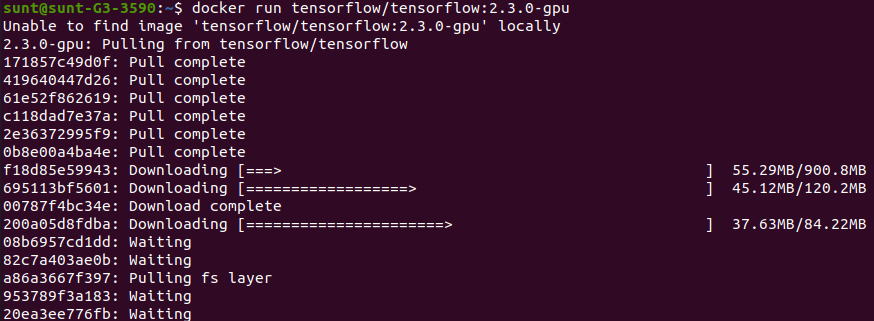 sunt@sunt-G3-3590:~$ docker run tensorflow/tensorflow:2.3.0-gpu
Unable to find image 'tensorflow/tensorflow:2.3.0-gpu' locally
2.3.0-gpu: Pulling from tensorflow/tensorflow
171857c49d0f: Pull complete
419640447d26: Pull complete
61e52f862619: Pull complete
c118dad7e37a: Pull complete
2e36372995f9: Pull complete
0b8e00a4ba4e: Pull complete
f18d85e59943: Downloading [===>                                               ]  55.29MB/900.8MB
695113bf5601: Downloading [==================>                                ]  45.12MB/120.2MB
00787f4bc34e: Download complete
200a05d8fdba: Downloading [======================>                            ]  37.63MB/84.22MB
08b6957cd1dd: Waiting
82c7a403ae0b: Waiting
a86a3667f397: Pulling fs layer
953789f3a183: Waiting
20ea3ee776fb: Waiting